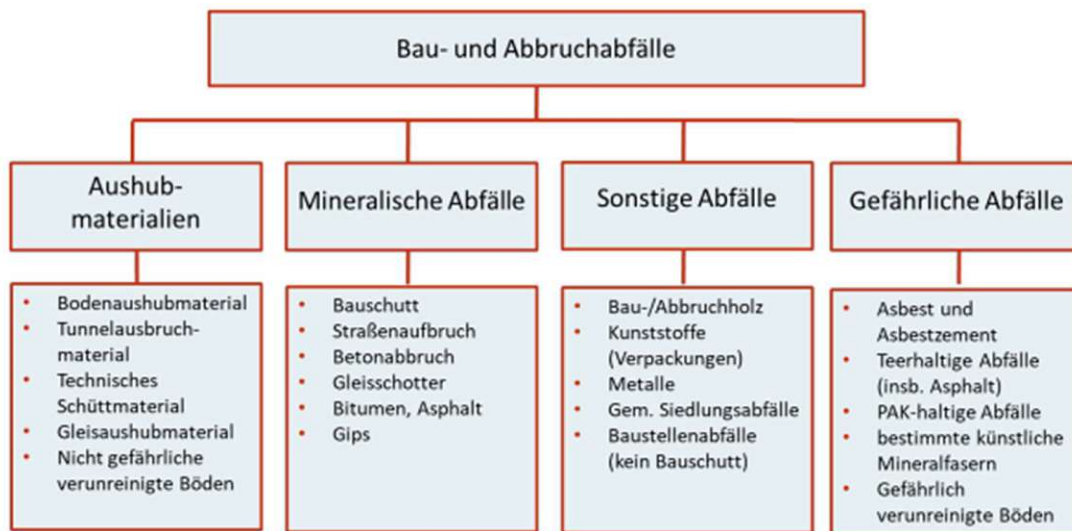 Bau- und Abbruchabfälle
Aushub-
materialien
Mineralische Abfälle
Sonstige Abfälle
Gefährliche Abfälle
• Bodenaushubmaterial
• Tunnelausbruch-
material
• Technisches
Schüttmaterial
• Gleisaushubmaterial
• Nicht gefährliche
verunreinigte Böden
• Bauschutt
• Straßenaufbruch
• Betonabbruch
• Gleisschotter
• Bitumen, Asphalt
• Gips
• Bau-/Abbruchholz
• Kunststoffe
(Verpackungen)
• Metalle
• Gem. Siedlungsabfälle
• Baustellenabfälle
(kein Bauschutt)
• Asbest und
Asbestzement
• Teerhaltige Abfälle
(insb. Asphalt)
• PAK-haltige Abfälle
• bestimmte künstliche
Mineralfasern
• Gefährlich
verunreinigte Böden